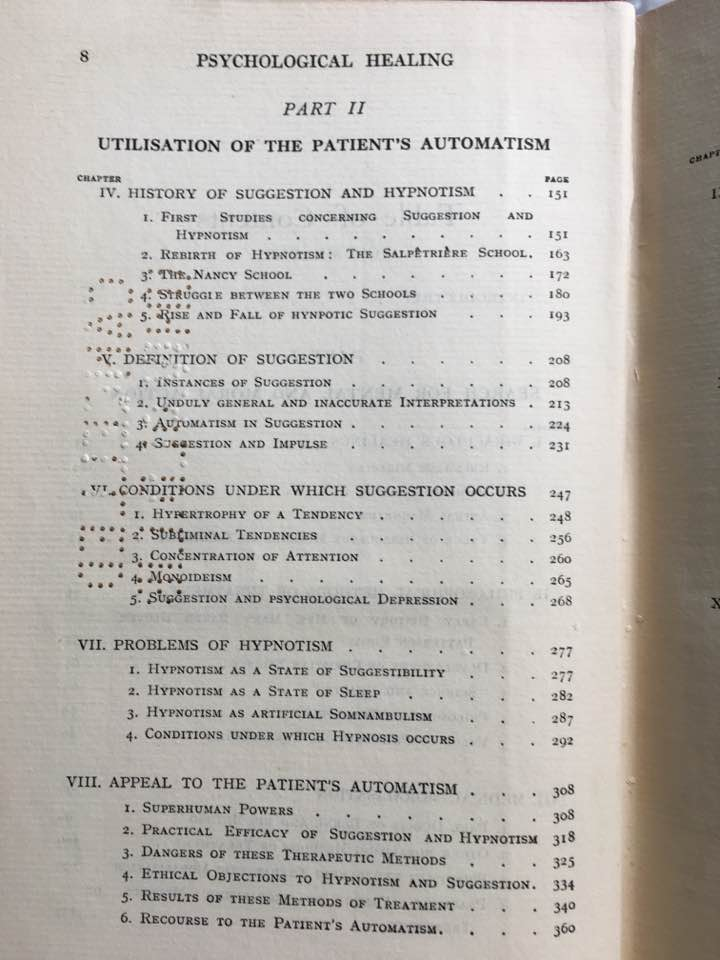 8 PSYCHOLOGICAL HEALING
PART II
UTILISATION OF THE PATIENT'S AUTOMATISM
CHAPTER PAGE
IV. HISTORY OF SUGGESTION AND HYPNOTISM . . 151
1. FIRST STUDIES CONCERNING SUGGESTION AND
HYPNOTISM . . . . . . . . . 151
2. REBIRTH OF HYPNOTISM: THE SALPÊTRIÈRE SCHOOL. 163
3. THE NANCY SCHOOL . . . . . . . 172
4. STRUGGLE BETWEEN THE TWO SCHOOLS . . . 180
5. RISE AND FALL OF HYNPOTIC SUGGESTION . . . 193
V. DEFINITION OF SUGGESTION . . . . . . 208
1. INSTANCES OF SUGGESTION . . . . . . 208
2. UNDULY GENERAL AND INACCURATE INTERPRETATIONS . 213
3. AUTOMATISM IN SUGGESTION . . . . . . 224
4. SUGGESTION AND IMPULSE . . . . . . 231
VI. CONDITIONS UNDER WHICH SUGGESTION OCCURS 247
1. HYPERTROPHY OF A TENDENCY . . . . . 248
2. SUBLIMINAL TENDENCIES . . . . . . 256
3. CONCENTRATION OF ATTENTION . . . . . 260
4. MONOIDEISM . . . . . . . . 265
5. SUGGESTION AND PSYCHOLOGICAL DEPRESSION . . . 268
VII. PROBLEMS OF HYPNOTISM . . . . . . 277
1. HYPNOTISM AS A STATE OF SUGGESTIBILITY . . . 277
2. HYPNOTISM AS A STATE OF SLEEP . . . . 282
3. HYPNOTISM AS ARTIFICIAL SOMNAMBULISM . . . 287
4. CONDITIONS UNDER WHICH HYPNOSIS OCCURS . . . 292
VIII. APPEAL TO THE PATIENT'S AUTOMATISM . . . 308
1. SUPERHUMAN POWERS . . . . . . . 308
2. PRACTICAL EFFICACY OF SUGGESTION AND HYPNOTISM 318
3. DANGERS OF THESE THERAPEUTIC METHODS . . . 325
4. ETHICAL OBJECTIONS TO HYPNOTISM AND SUGGESTION. 334
5. RESULTS OF THESE METHODS OF TREATMENT . . . 340
6. RECOURSE TO THE PATIENT'S AUTOMATISM. . . . 360